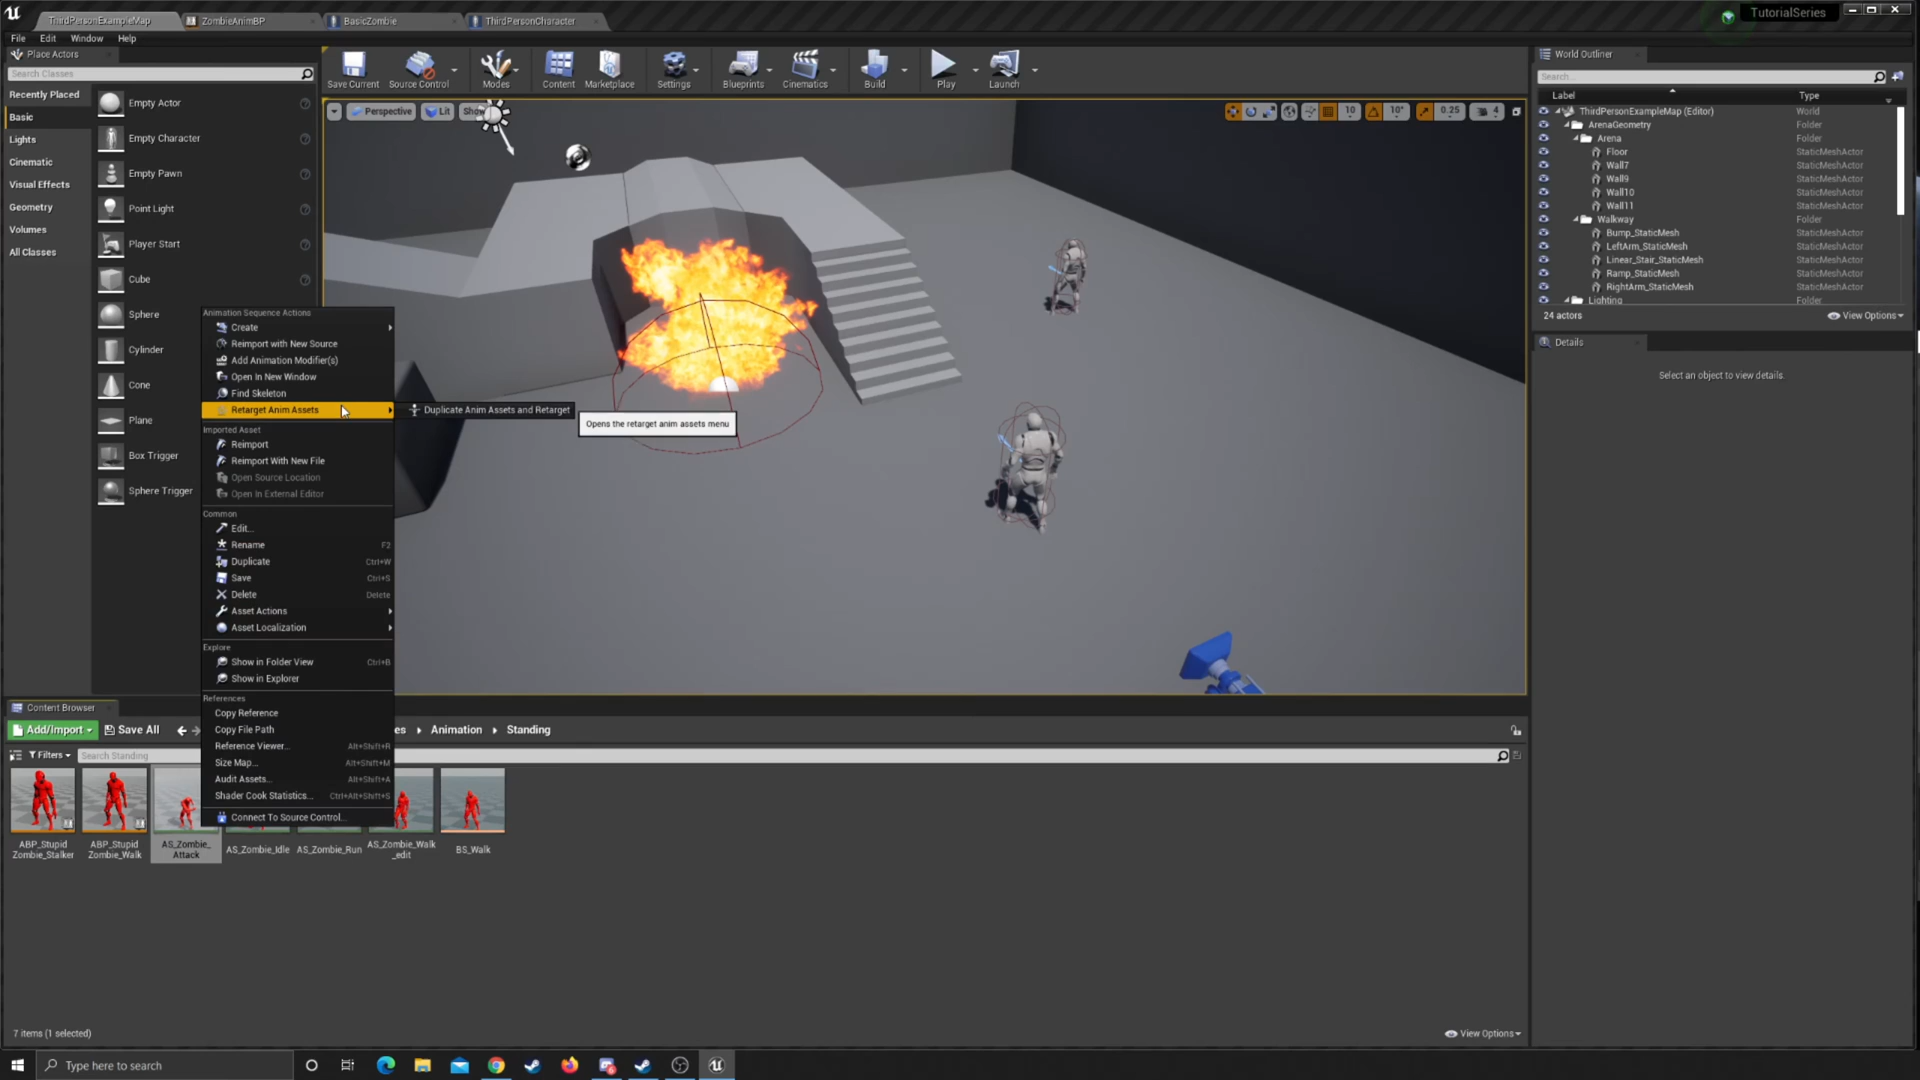 ThirdPersonExampleMap
ZombieAnimBP
BasicZombie
ThirdPersonCharacter
TutorialSeries
File Edit Window Help
Place Actors
Search Classes
Recently Placed
Basic
Lights
Cinematic
Visual Effects
Geometry
Volumes
All Classes
Empty Actor
Empty Character
Empty Pawn
Point Light
Player Start
Cube
Sphere
Cylinder
Cone
Plane
Box Trigger
Sphere Trigger
Save Current
Source Control
Modes
Content
Marketplace
Settings
Blueprints
Cinematics
Build
Play
Launch
Perspective
Lit
10
10°
0.25
4
Animation Sequence Actions
Create
Reimport with New Source
Add Animation Modifier(s)
Open In New Window
Find Skeleton
Retarget Anim Assets
Duplicate Anim Assets and Retarget
Opens the retarget anim assets menu
Imported Asset
Reimport
Reimport With New File
Open Source Location
Open In External Editor
Common
Edit...
Rename F2
Duplicate Ctrl+W
Save Ctrl+S
Delete Delete
Asset Actions
Asset Localization
Explore
Show in Folder View Ctrl+B
Show in Explorer
References
Copy Reference
Copy File Path
Reference Viewer... Alt+Shift+R
Size Map... Alt+Shift+M
Audit Assets... Alt+Shift+A
Shader Cook Statistics... Ctrl+Alt+Shift+S
Connect To Source Control...
World Outliner
Search...
Label Type
ThirdPersonExampleMap (Editor) World
ArenaGeometry Folder
Arena Folder
Floor StaticMeshActor
Wall7 StaticMeshActor
Wall9 StaticMeshActor
Wall10 StaticMeshActor
Wall11 StaticMeshActor
Walkway Folder
Bump_StaticMesh StaticMeshActor
LeftArm_StaticMesh StaticMeshActor
Linear_Stair_StaticMesh StaticMeshActor
Ramp_StaticMesh StaticMeshActor
RightArm_StaticMesh StaticMeshActor
Lighting Folder
24 actors
View Options
Details
Select an object to view details.
Content Browser
Add/Import
Save All
Animation
Standing
Filters
Search Standing
ABP_Stupid
Zombie_Stalker
ABP_Stupid
Zombie_Walk
AS_Zombie_
Attack
AS_Zombie_Idle
AS_Zombie_Run
AS_Zombie_Walk
_edit
BS_Walk
7 items (1 selected)
View Options
Type here to search